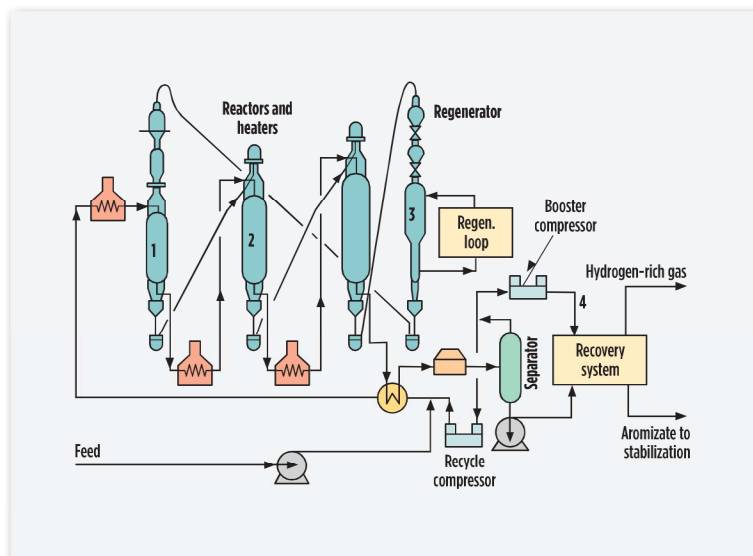 Reactors and
heaters
Regenerator
1
2
3
Regen.
loop
Booster
compressor
Hydrogen-rich gas
4
Separator
Recovery
system
Aromizate to
stabilization
Feed
Recycle
compressor